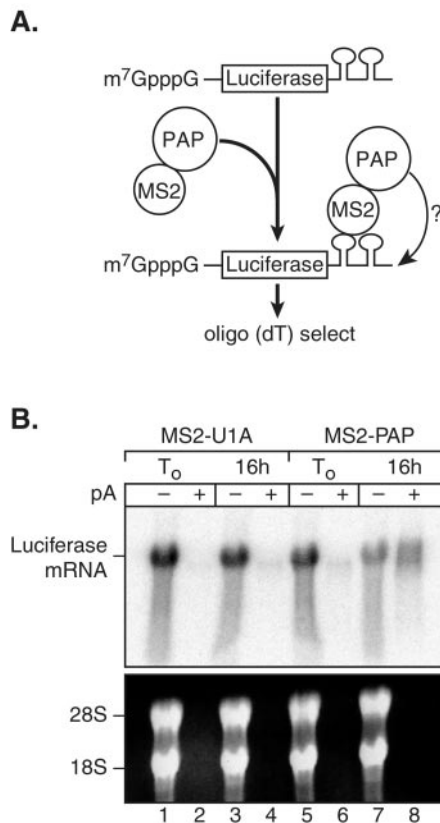 A.
m⁷GpppG Luciferase
PAP
MS2
PAP
MS2
?
m⁷GpppG Luciferase
oligo (dT) select
B.
MS2-U1A MS2-PAP
To 16h To 16h
pA − + − + − + − +
Luciferase
mRNA
28S
18S
1 2 3 4 5 6 7 8